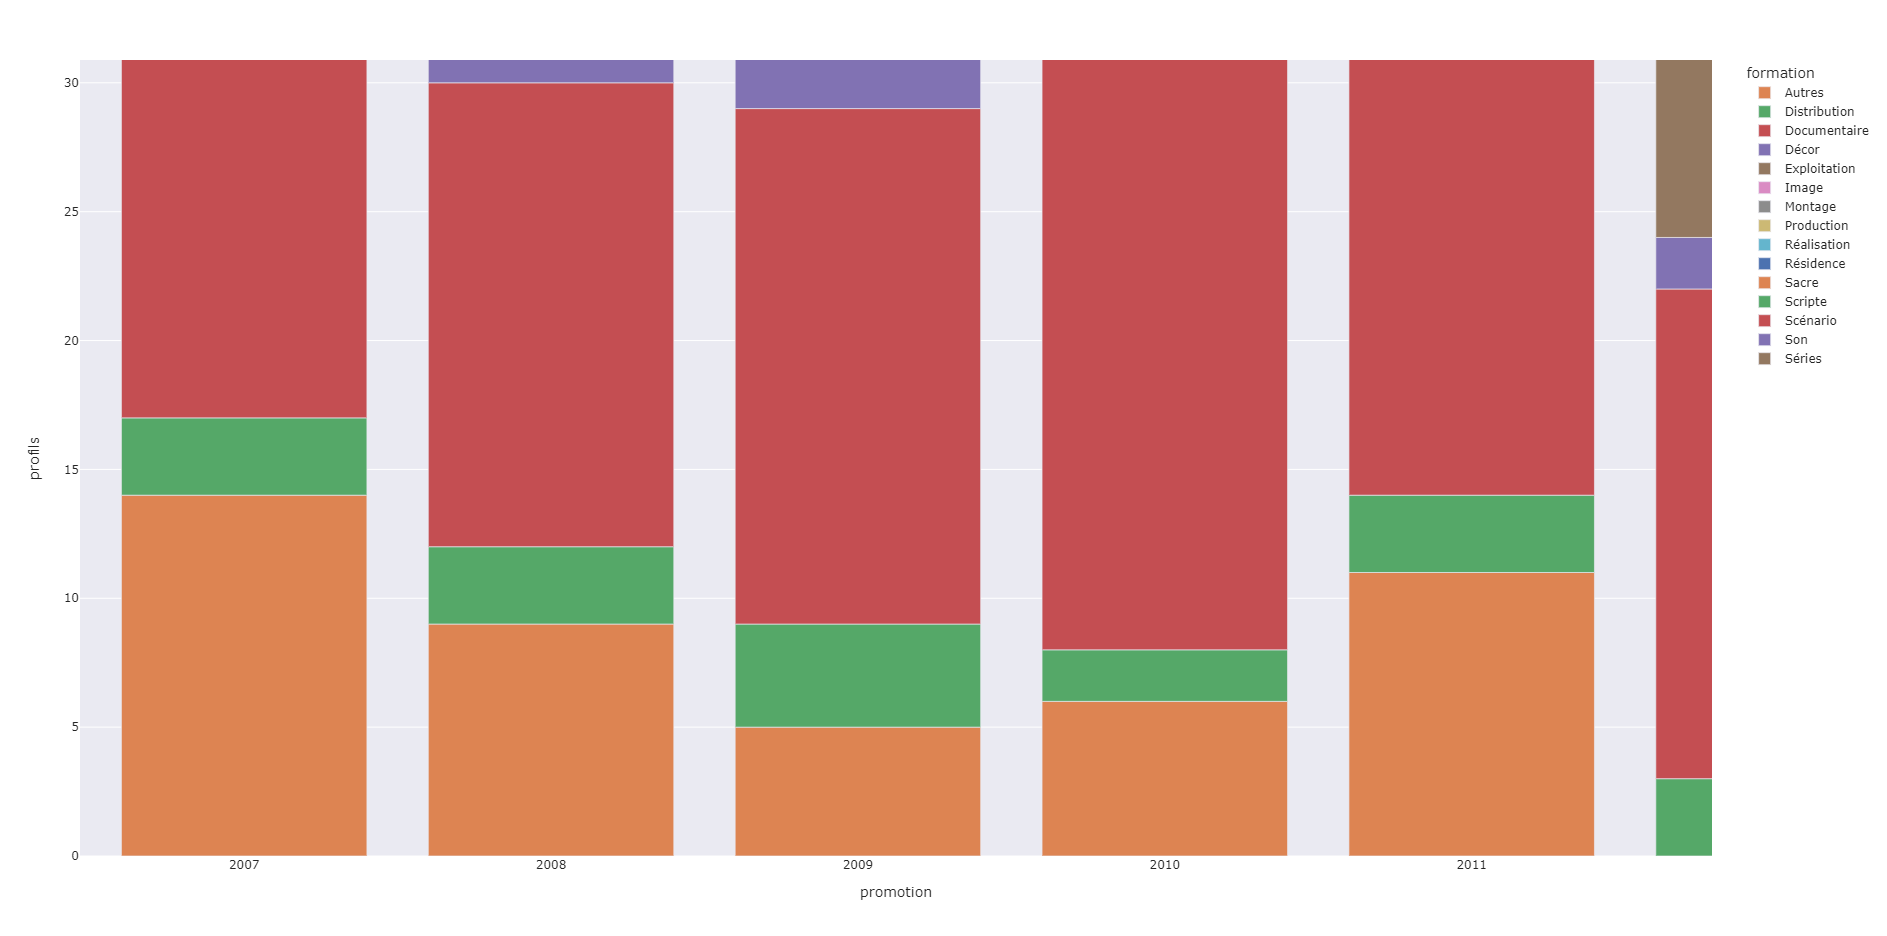 30
25
20
15
10
5
0
profils
2007 2008 2009 2010 2011
promotion
formation
Autres
Distribution
Documentaire
Décor
Exploitation
Image
Montage
Production
Réalisation
Résidence
Sacre
Scripte
Scénario
Son
Séries